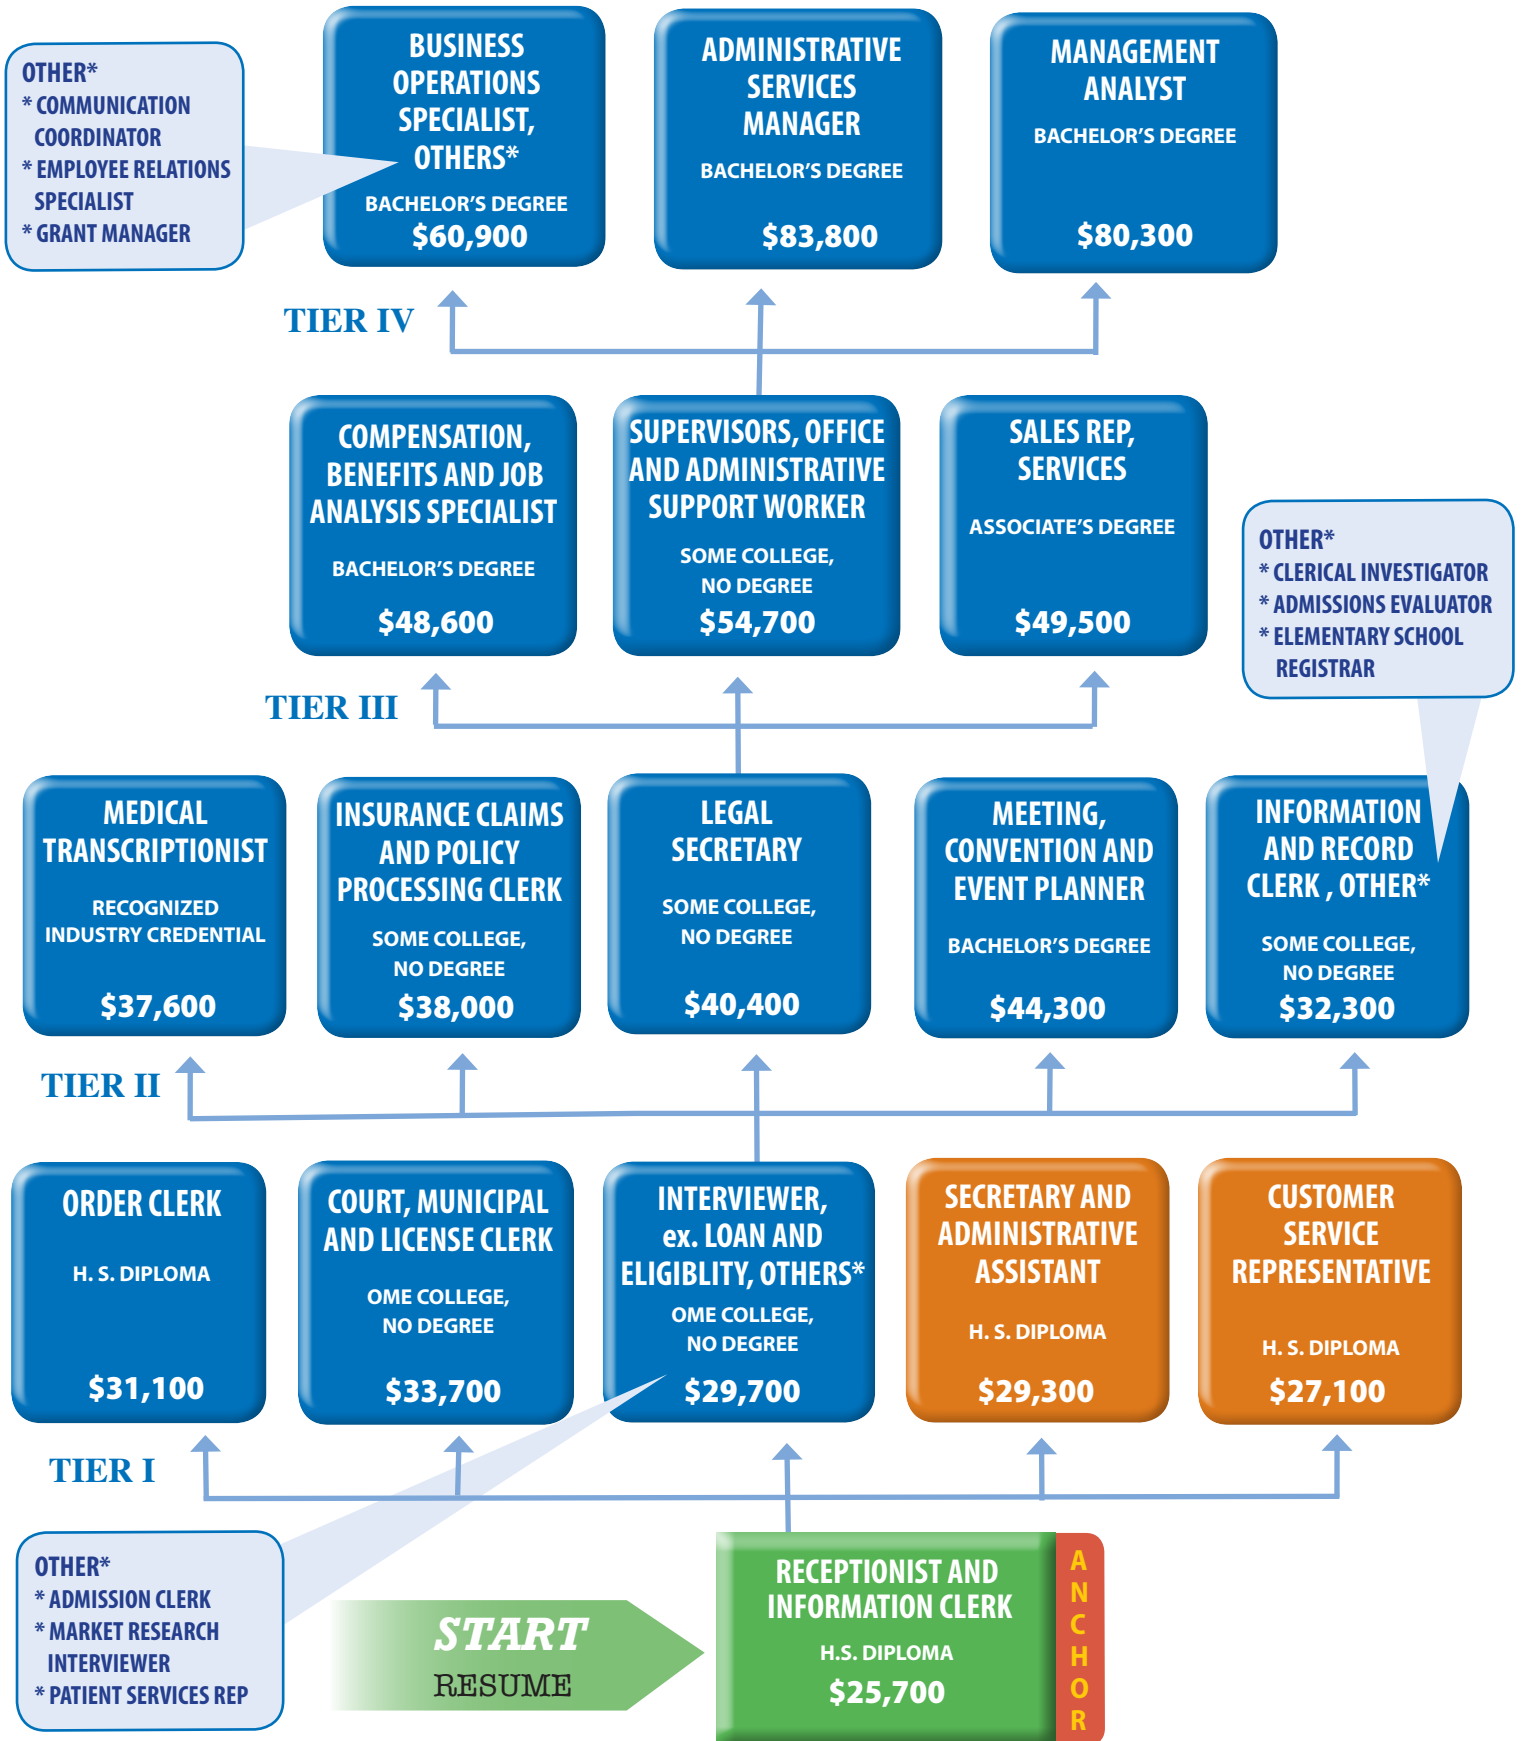 OTHER*
* COMMUNICATION
COORDINATOR
* EMPLOYEE RELATIONS
SPECIALIST
* GRANT MANAGER
BUSINESS
OPERATIONS
SPECIALIST,
OTHERS*
BACHELOR'S DEGREE
$60,900
ADMINISTRATIVE
SERVICES
MANAGER
BACHELOR'S DEGREE
$83,800
MANAGEMENT
ANALYST
BACHELOR'S DEGREE
$80,300
TIER IV
COMPENSATION,
BENEFITS AND JOB
ANALYSIS SPECIALIST
BACHELOR'S DEGREE
$48,600
SUPERVISORS, OFFICE
AND ADMINISTRATIVE
SUPPORT WORKER
SOME COLLEGE,
NO DEGREE
$54,700
SALES REP,
SERVICES
ASSOCIATE'S DEGREE
$49,500
OTHER*
* CLERICAL INVESTIGATOR
* ADMISSIONS EVALUATOR
* ELEMENTARY SCHOOL
REGISTRAR
TIER III
MEDICAL
TRANSCRIPTIONIST
RECOGNIZED
INDUSTRY CREDENTIAL
$37,600
INSURANCE CLAIMS
AND POLICY
PROCESSING CLERK
SOME COLLEGE,
NO DEGREE
$38,000
LEGAL
SECRETARY
SOME COLLEGE,
NO DEGREE
$40,400
MEETING,
CONVENTION AND
EVENT PLANNER
BACHELOR'S DEGREE
$44,300
INFORMATION
AND RECORD
CLERK , OTHER*
SOME COLLEGE,
NO DEGREE
$32,300
TIER II
ORDER CLERK
H. S. DIPLOMA
$31,100
COURT, MUNICIPAL
AND LICENSE CLERK
OME COLLEGE,
NO DEGREE
$33,700
INTERVIEWER,
ex. LOAN AND
ELIGIBLITY, OTHERS*
OME COLLEGE,
NO DEGREE
$29,700
SECRETARY AND
ADMINISTRATIVE
ASSISTANT
H. S. DIPLOMA
$29,300
CUSTOMER
SERVICE
REPRESENTATIVE
H. S. DIPLOMA
$27,100
TIER I
OTHER*
* ADMISSION CLERK
* MARKET RESEARCH
INTERVIEWER
* PATIENT SERVICES REP
START
RESUME
RECEPTIONIST AND
INFORMATION CLERK
H.S. DIPLOMA
$25,700
ANCHOR